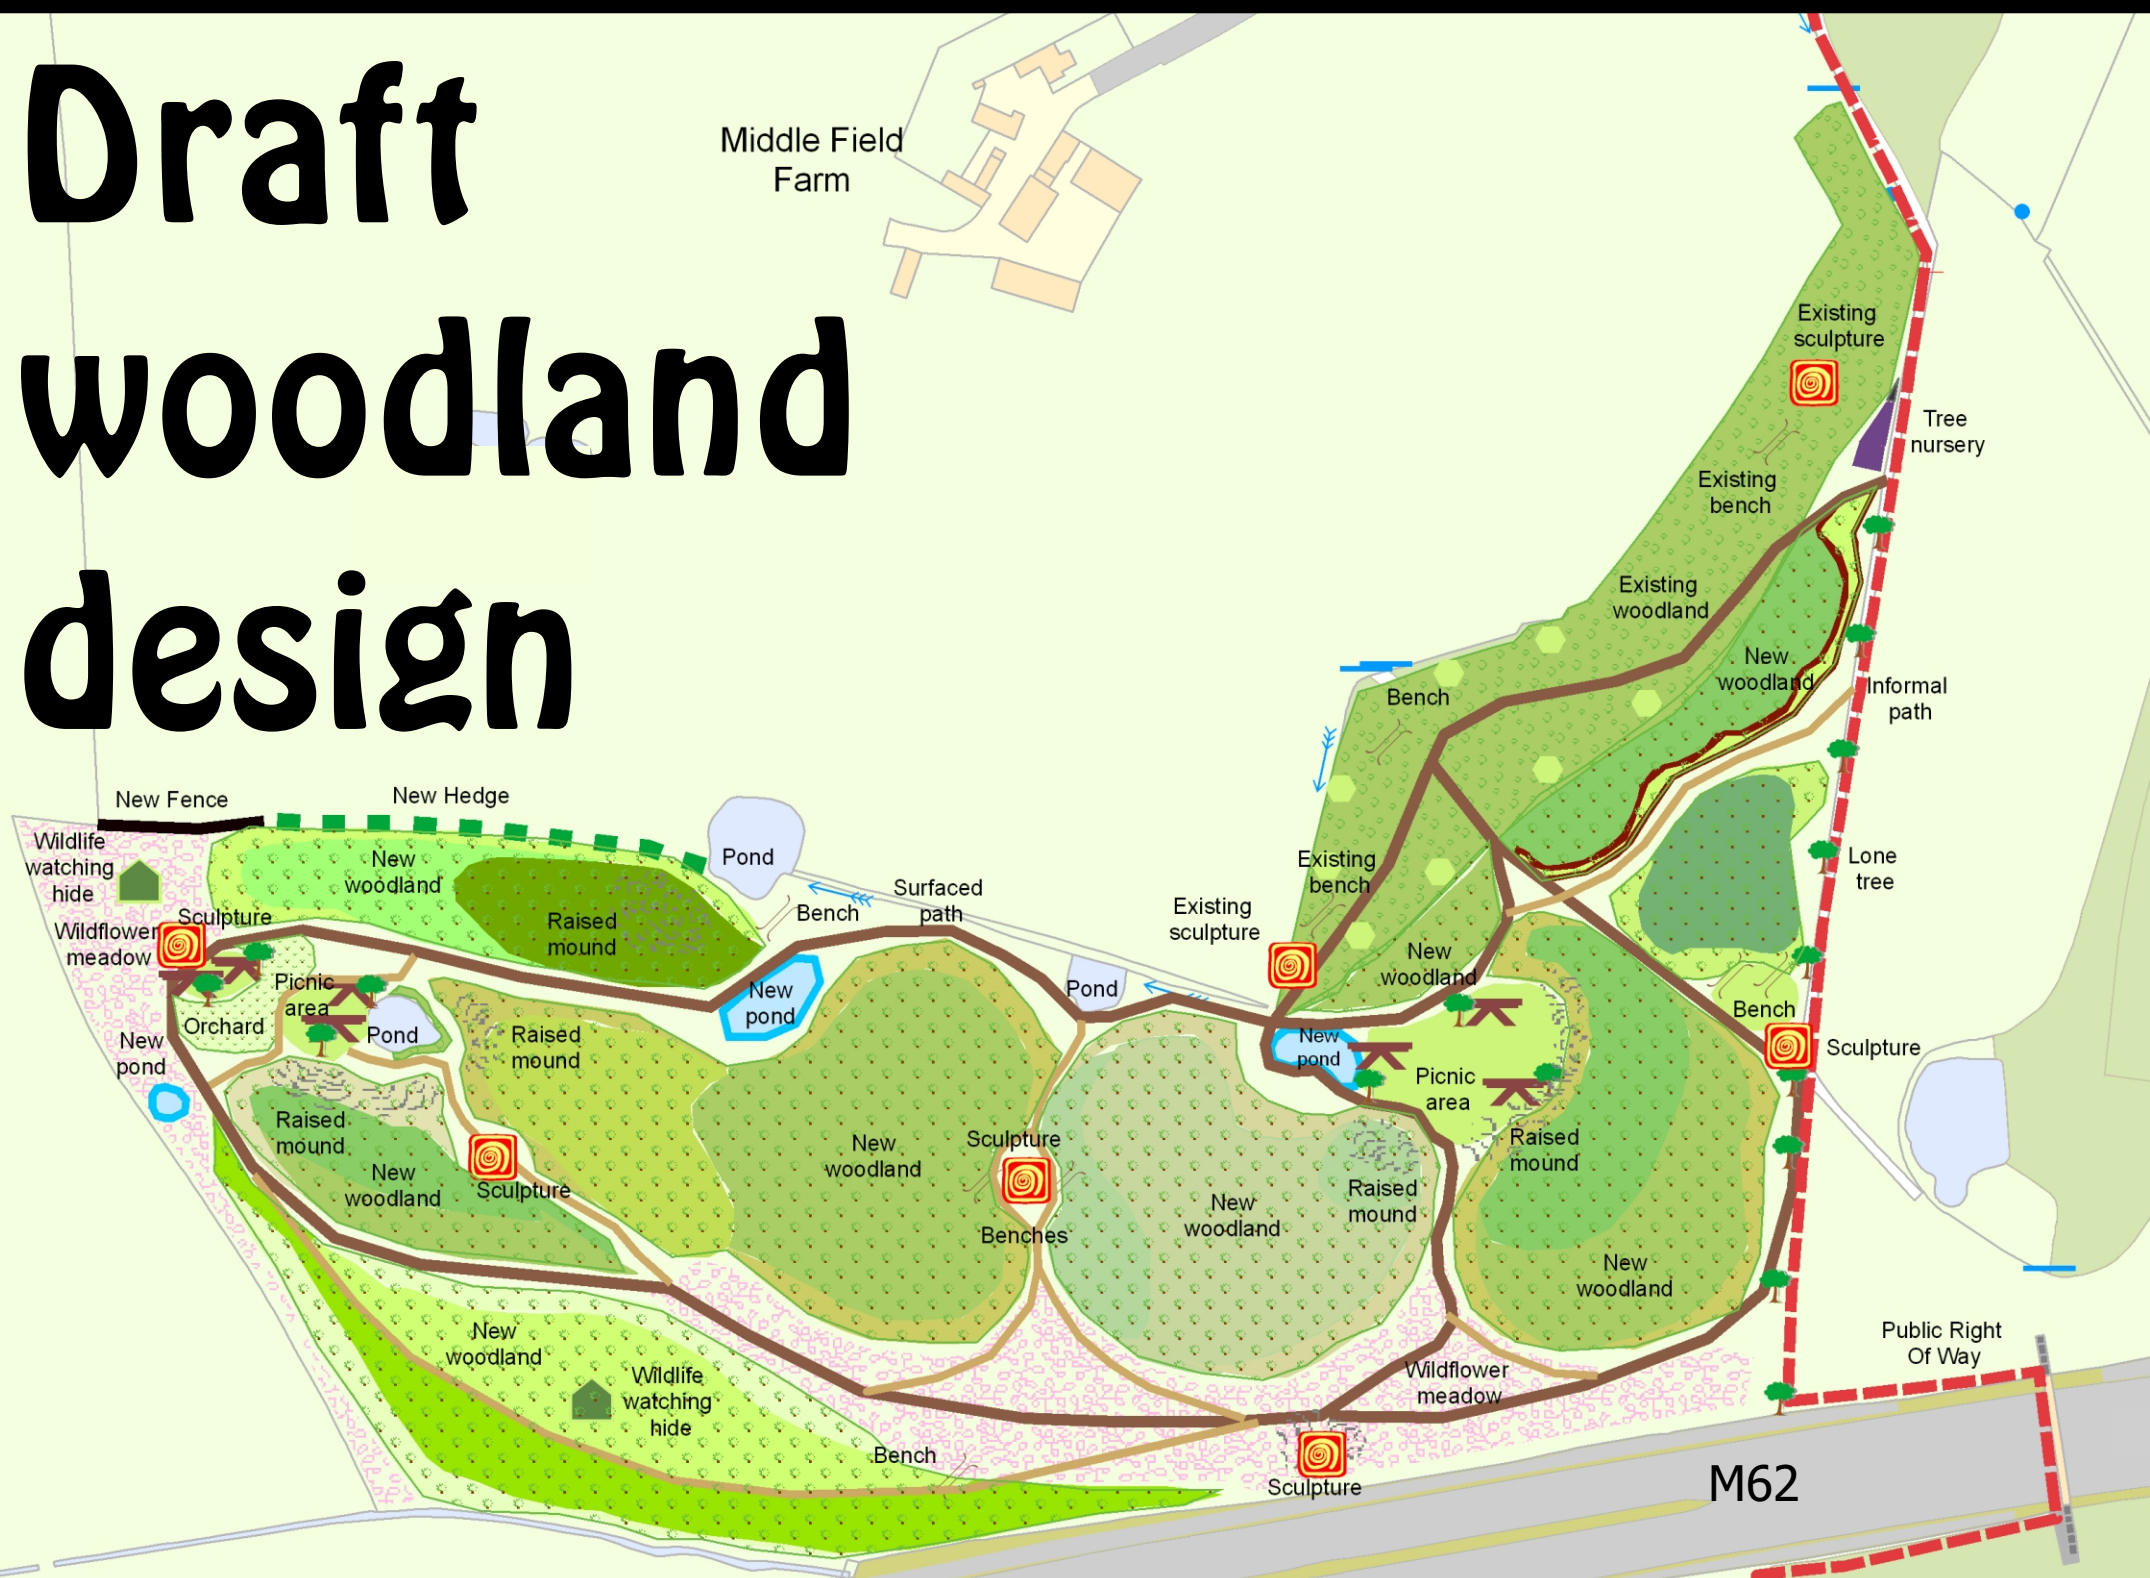 Draft
woodland
design
Middle Field
Farm
Existing
sculpture
Tree
nursery
Existing
bench
Existing
woodland
New
woodland
Informal
path
Bench
New Fence
New Hedge
Wildlife
watching
hide
New
woodland
Pond
Raised
mound
Bench
Surfaced
path
Existing
bench
Existing
sculpture
Lone
tree
Sculpture
Wildflower
meadow
Picnic
area
Orchard
Pond
New
pond
Raised
mound
New
pond
Pond
New
woodland
New
pond
Picnic
area
Bench
Sculpture
Raised
mound
New
woodland
Sculpture
New
woodland
Sculpture
Benches
New
woodland
Raised
mound
Raised
mound
New
woodland
New
woodland
Wildlife
watching
hide
Bench
Wildflower
meadow
Sculpture
Public Right
Of Way
M62